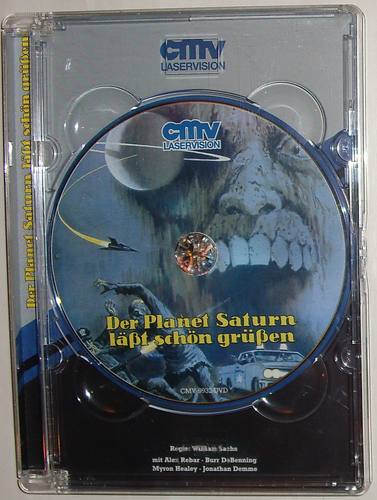 cmv
LASERVISION
Der Planet Saturn läßt schön grüßen
cmv
LASERVISION
Der Planet Saturn
läßt schön grüßen
Regie: William Sachs
mit Alex Rebar - Burr DeBenning
Myron Healey - Jonathan Demme